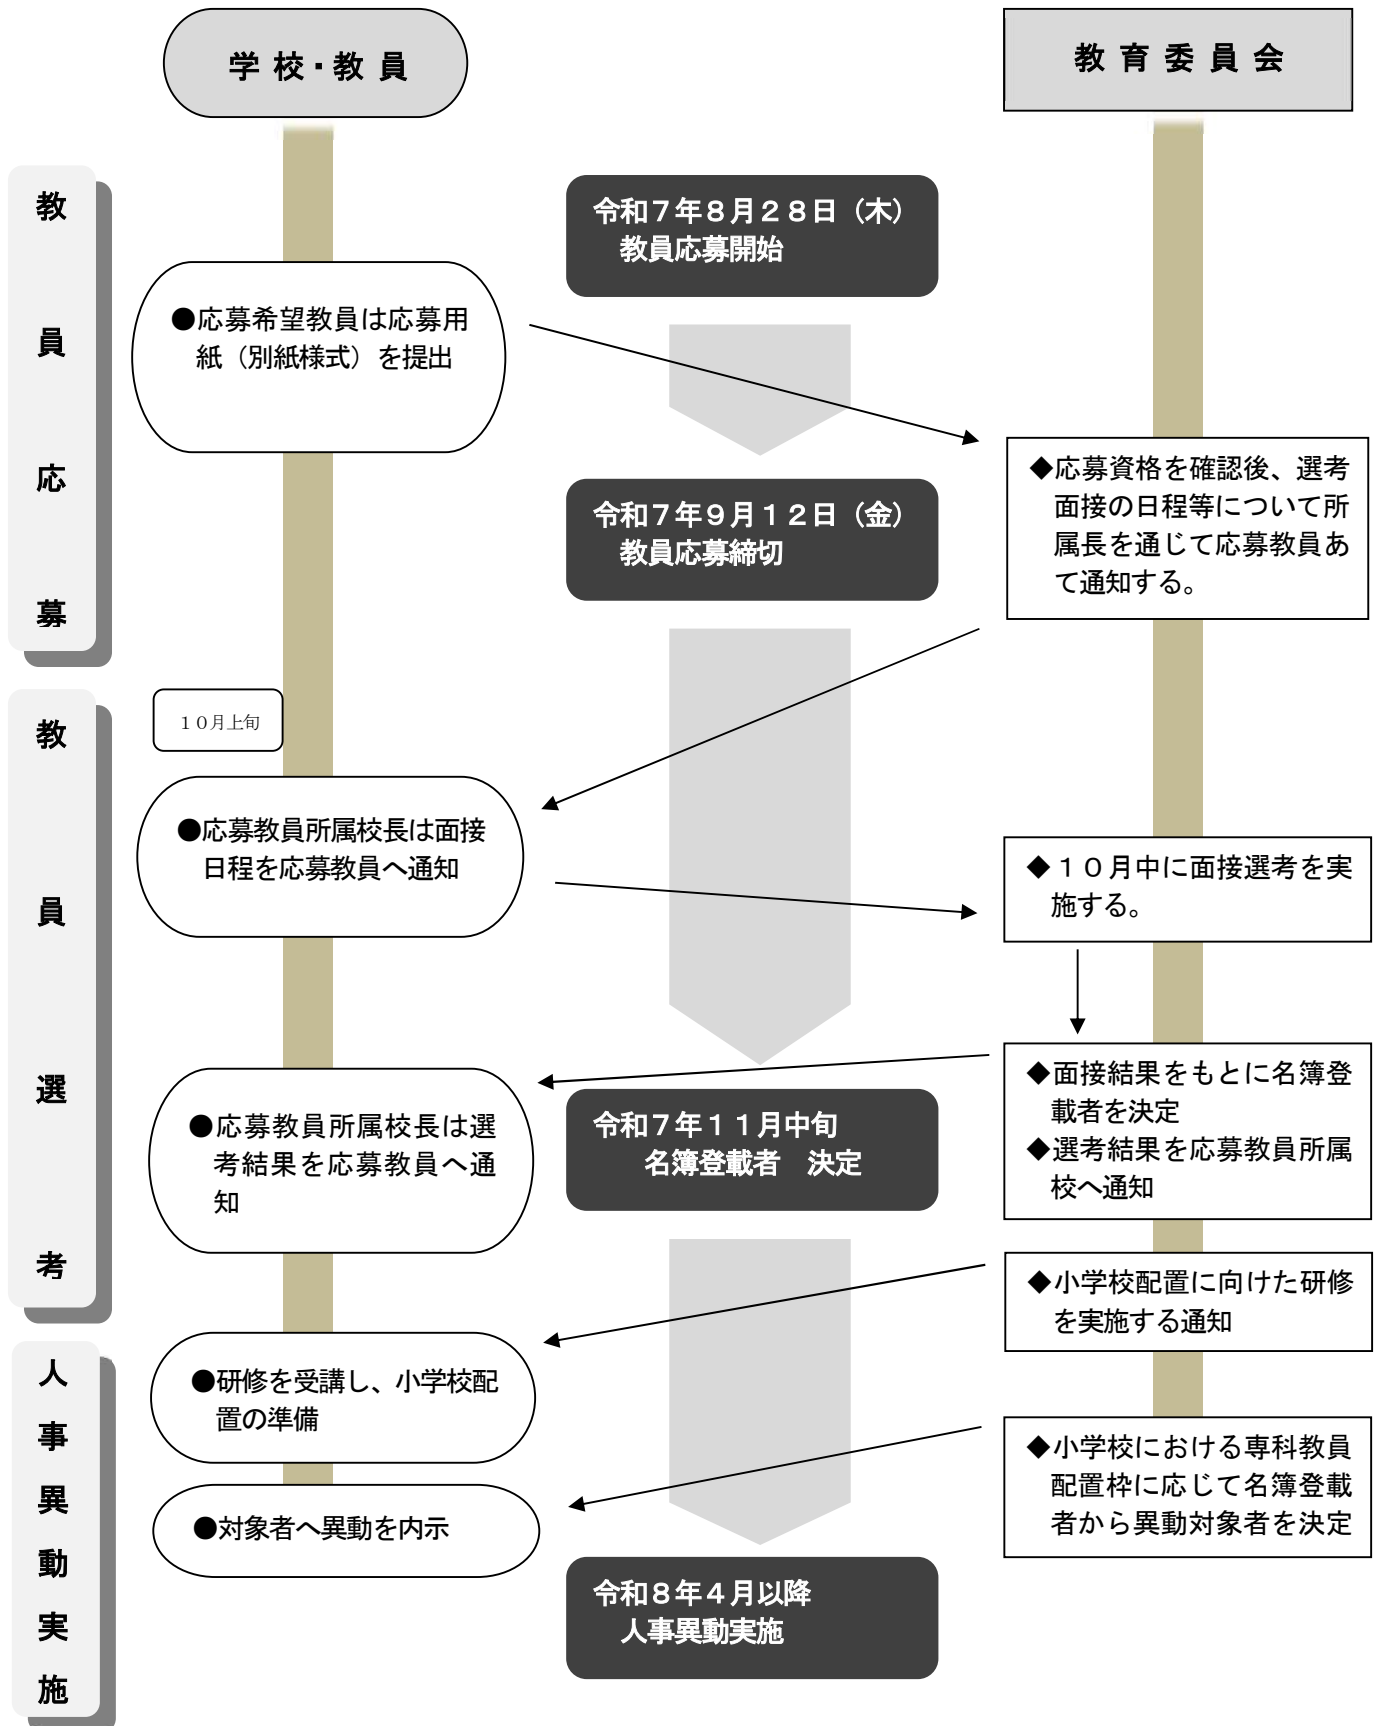 学校・教員
教育委員会
教員応募
令和７年８月２８日（木）
教員応募開始
●応募希望教員は応募用
紙（別紙様式）を提出
◆応募資格を確認後、選考
面接の日程等について所
属長を通じて応募教員あ
て通知する。
令和７年９月１２日（金）
教員応募締切
教員選考
１０月上旬
●応募教員所属校長は面接
日程を応募教員へ通知
◆１０月中に面接選考を実
施する。
◆面接結果をもとに名簿登
載者を決定
◆選考結果を応募教員所属
校へ通知
●応募教員所属校長は選
考結果を応募教員へ通
知
令和７年１１月中旬
名簿登載者　決定
◆小学校配置に向けた研修
を実施する通知
人事異動実施
●研修を受講し、小学校配
置の準備
◆小学校における専科教員
配置枠に応じて名簿登載
者から異動対象者を決定
●対象者へ異動を内示
令和８年４月以降
人事異動実施